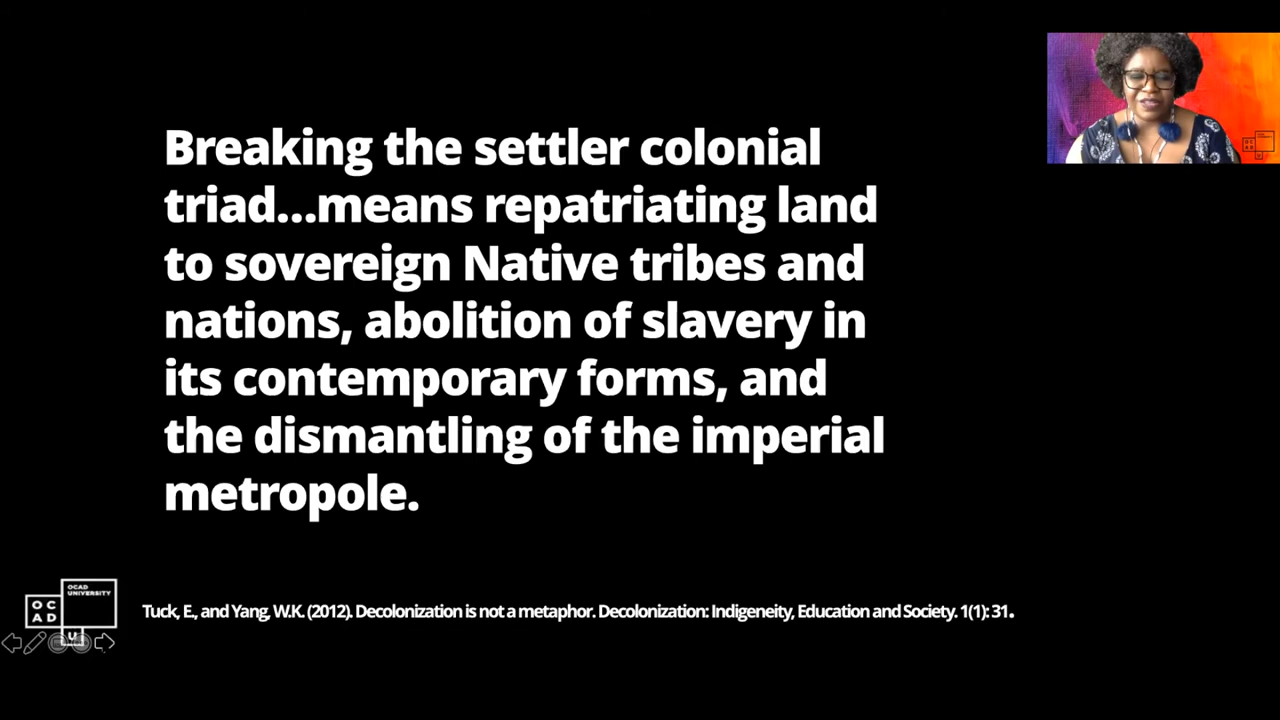 Breaking the settler colonial
triad...means repatriating land
to sovereign Native tribes and
nations, abolition of slavery in
its contemporary forms, and
the dismantling of the imperial
metropole.
OCAD
UNIVERSITY
OC
AD
U
Tuck, E., and Yang, W.K. (2012). Decolonization is not a metaphor. Decolonization: Indigeneity, Education and Society. 1(1): 31.